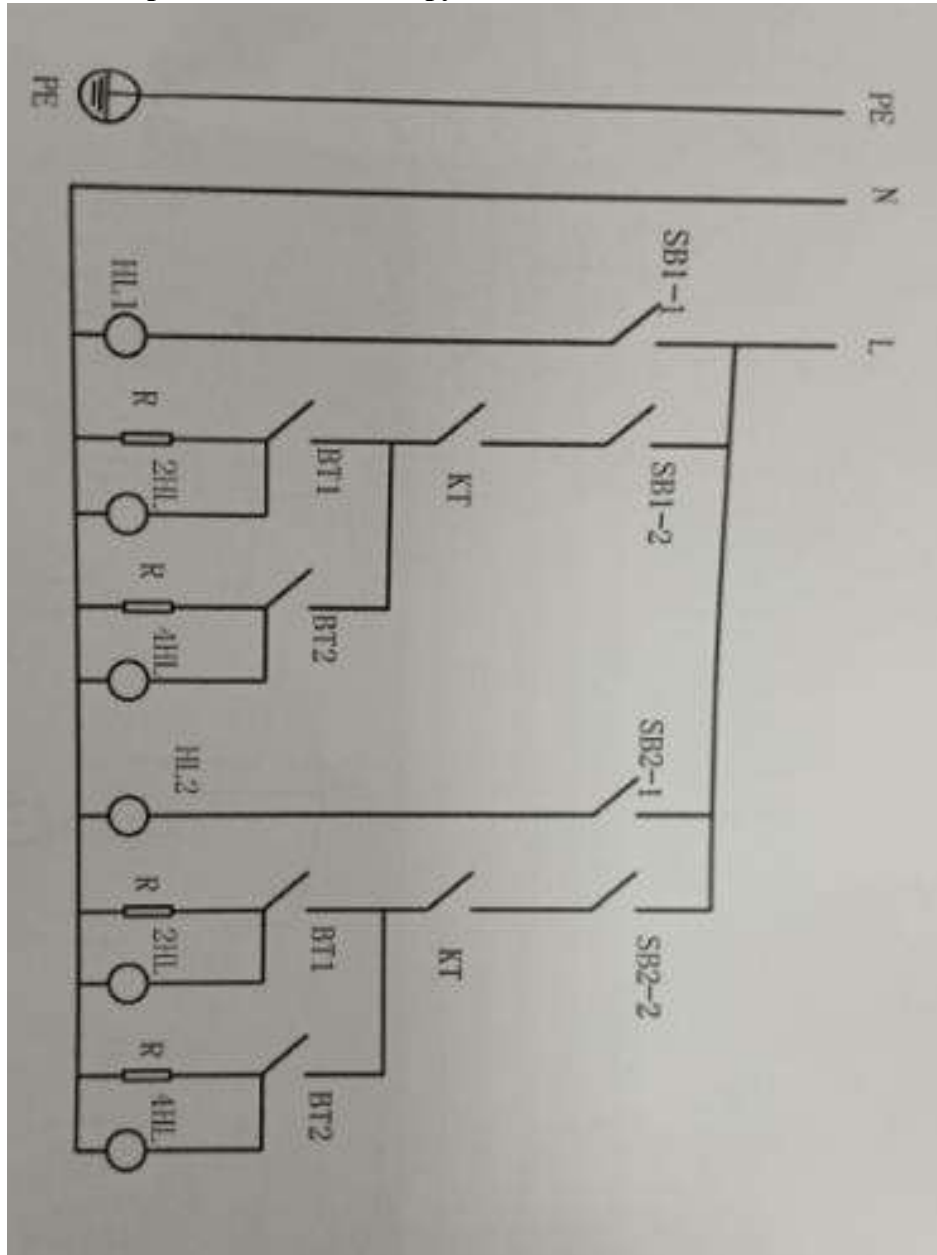 PE
PE
N
L
SB1-1
HL1
R
2HL
BT1
KT
SB1-2
R
4HL
BT2
SB2-1
HL2
R
2HL
BT1
KT
SB2-2
R
4HL
BT2